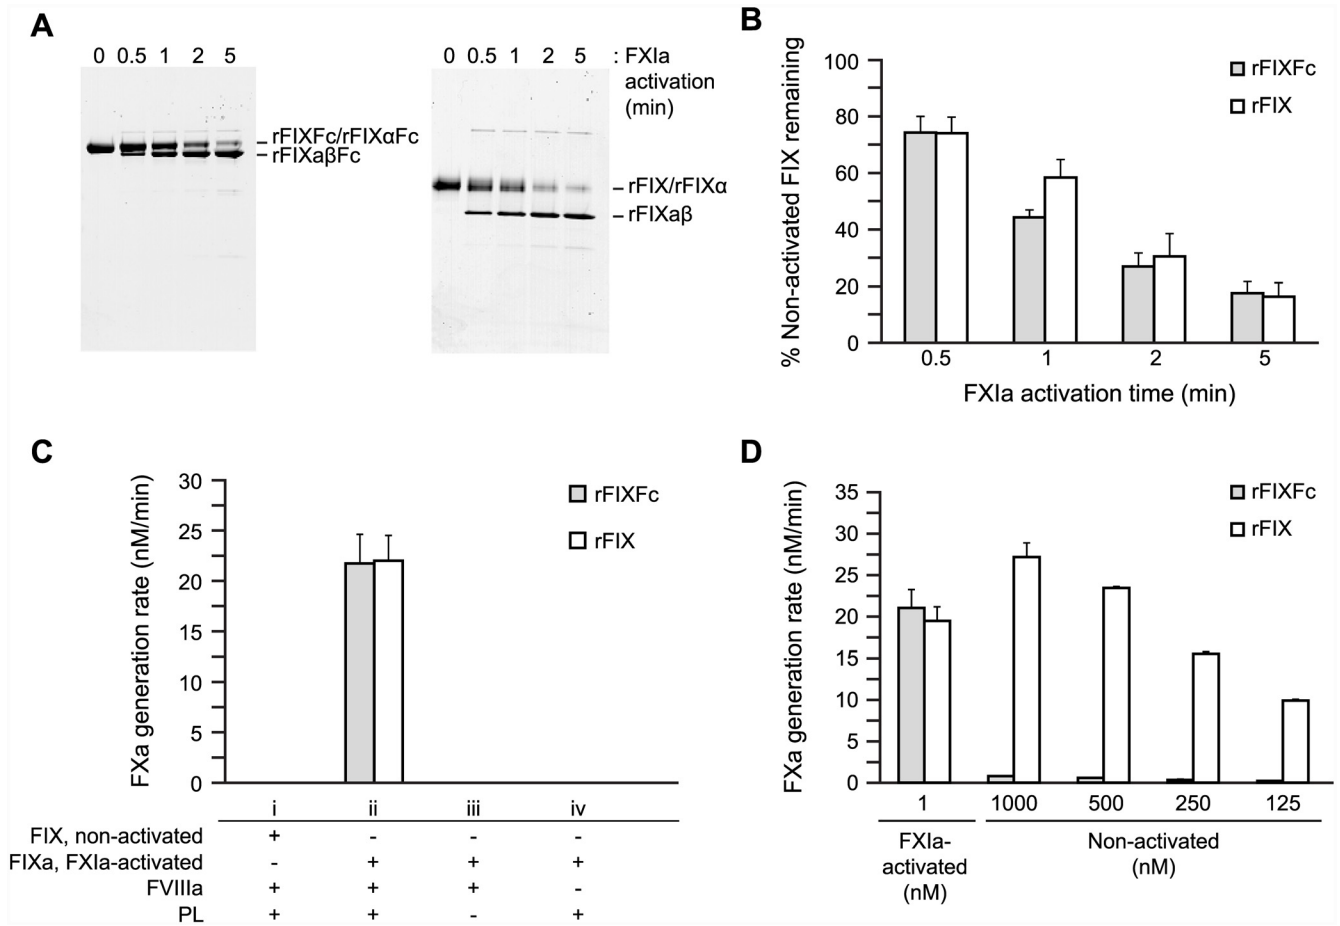 A
0 0.5 1 2 5
rFIXFc/rFIXαFc
rFIXaβFc
0 0.5 1 2 5 : FXIa
activation
(min)
rFIX/rFIXα
rFIXaβ
B
% Non-activated FIX remaining
100
80
60
40
20
0
rFIXFc
rFIX
0.5 1 2 5
FXIa activation time (min)
C
FXa generation rate (nM/min)
30
25
20
15
10
5
0
rFIXFc
rFIX
i ii iii iv
FIX, non-activated + - - -
FIXa, FXIa-activated - + + +
FVIIIa + + + -
PL + + - +
D
FXa generation rate (nM/min)
35
30
25
20
15
10
5
0
rFIXFc
rFIX
1 1000 500 250 125
FXIa-
activated
(nM)
Non-activated
(nM)